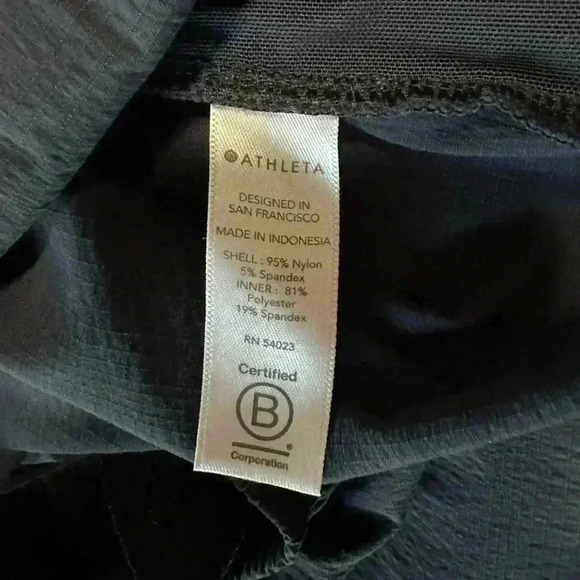 ATHLETA
DESIGNED IN
SAN FRANCISCO
MADE IN INDONESIA
SHELL : 95% Nylon
5% Spandex
INNER : 81%
Polyester
19% Spandex
RN 54023
Certified
B
®
Corporation